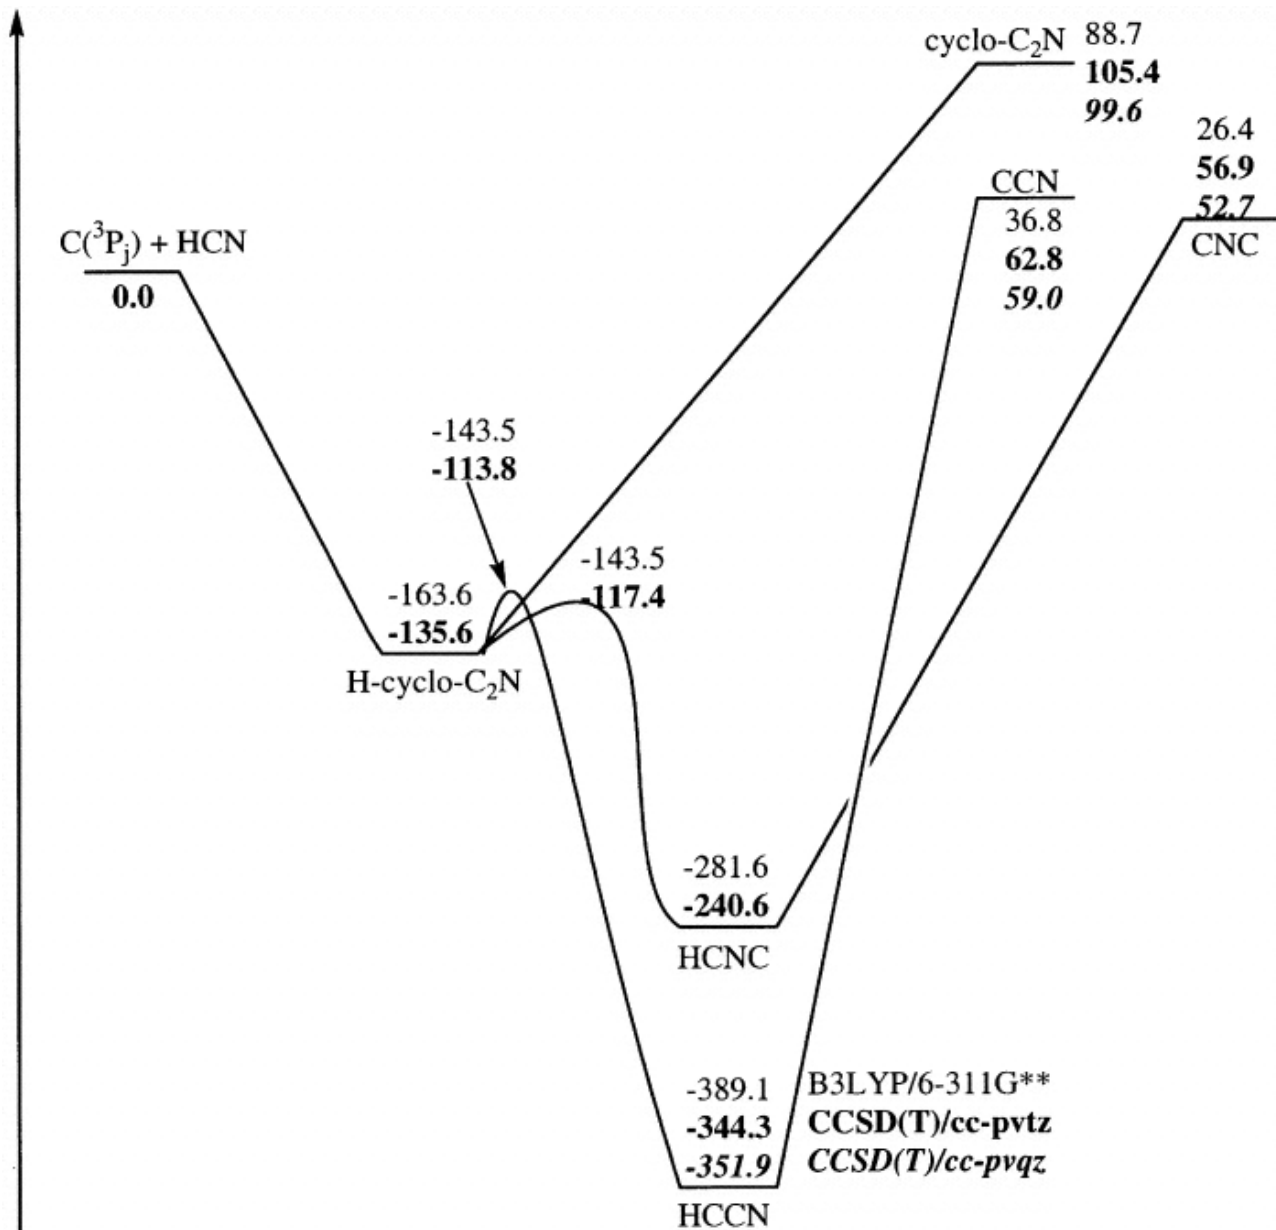 cyclo-C₂N
88.7
105.4
99.6
26.4
56.9
52.7
CNC
CCN
36.8
62.8
59.0
C(³Pⱼ) + HCN
0.0
-143.5
-113.8
-143.5
-117.4
-163.6
-135.6
H-cyclo-C₂N
-281.6
-240.6
HCNC
-389.1
-344.3
-351.9
HCCN
B3LYP/6-311G**
CCSD(T)/cc-pvtz
CCSD(T)/cc-pvqz